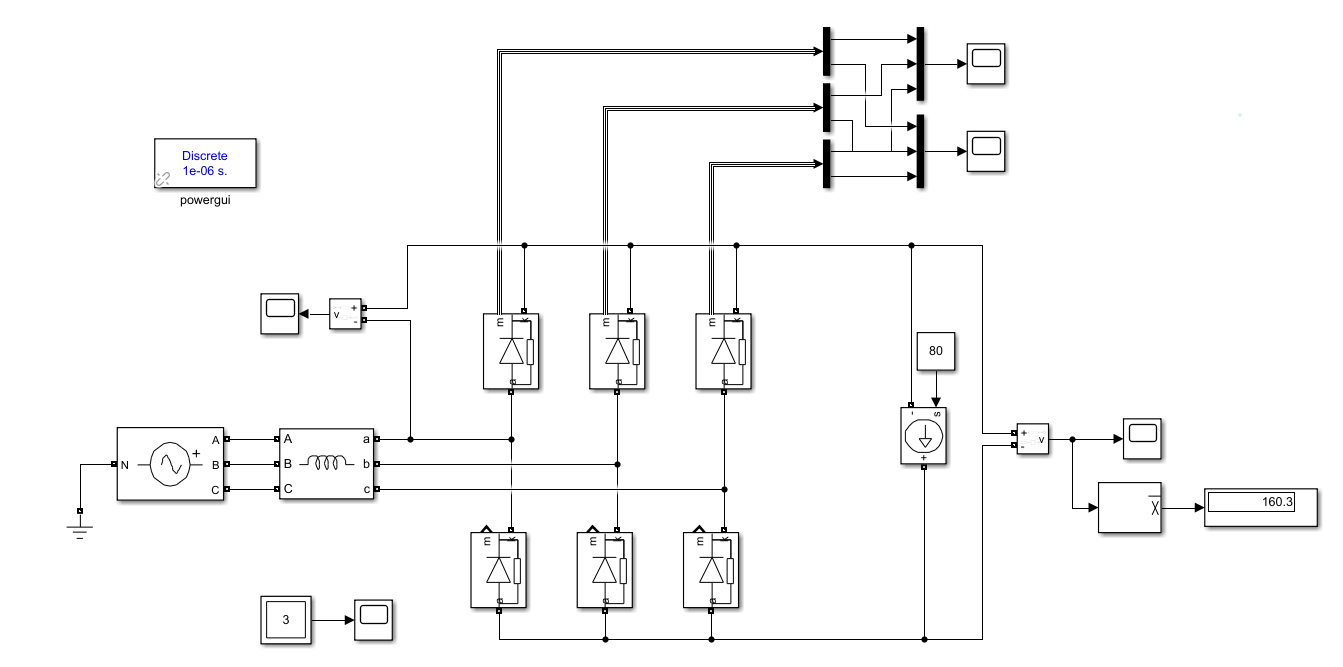 Discrete
1e-06 s.
powergui
m
k
a
m
k
a
m
k
a
v
+
-
80
-
s
+
+
-
v
N
+
A
B
C
A
B
C
a
b
c
x
160.3
m
k
a
m
k
a
m
k
a
3